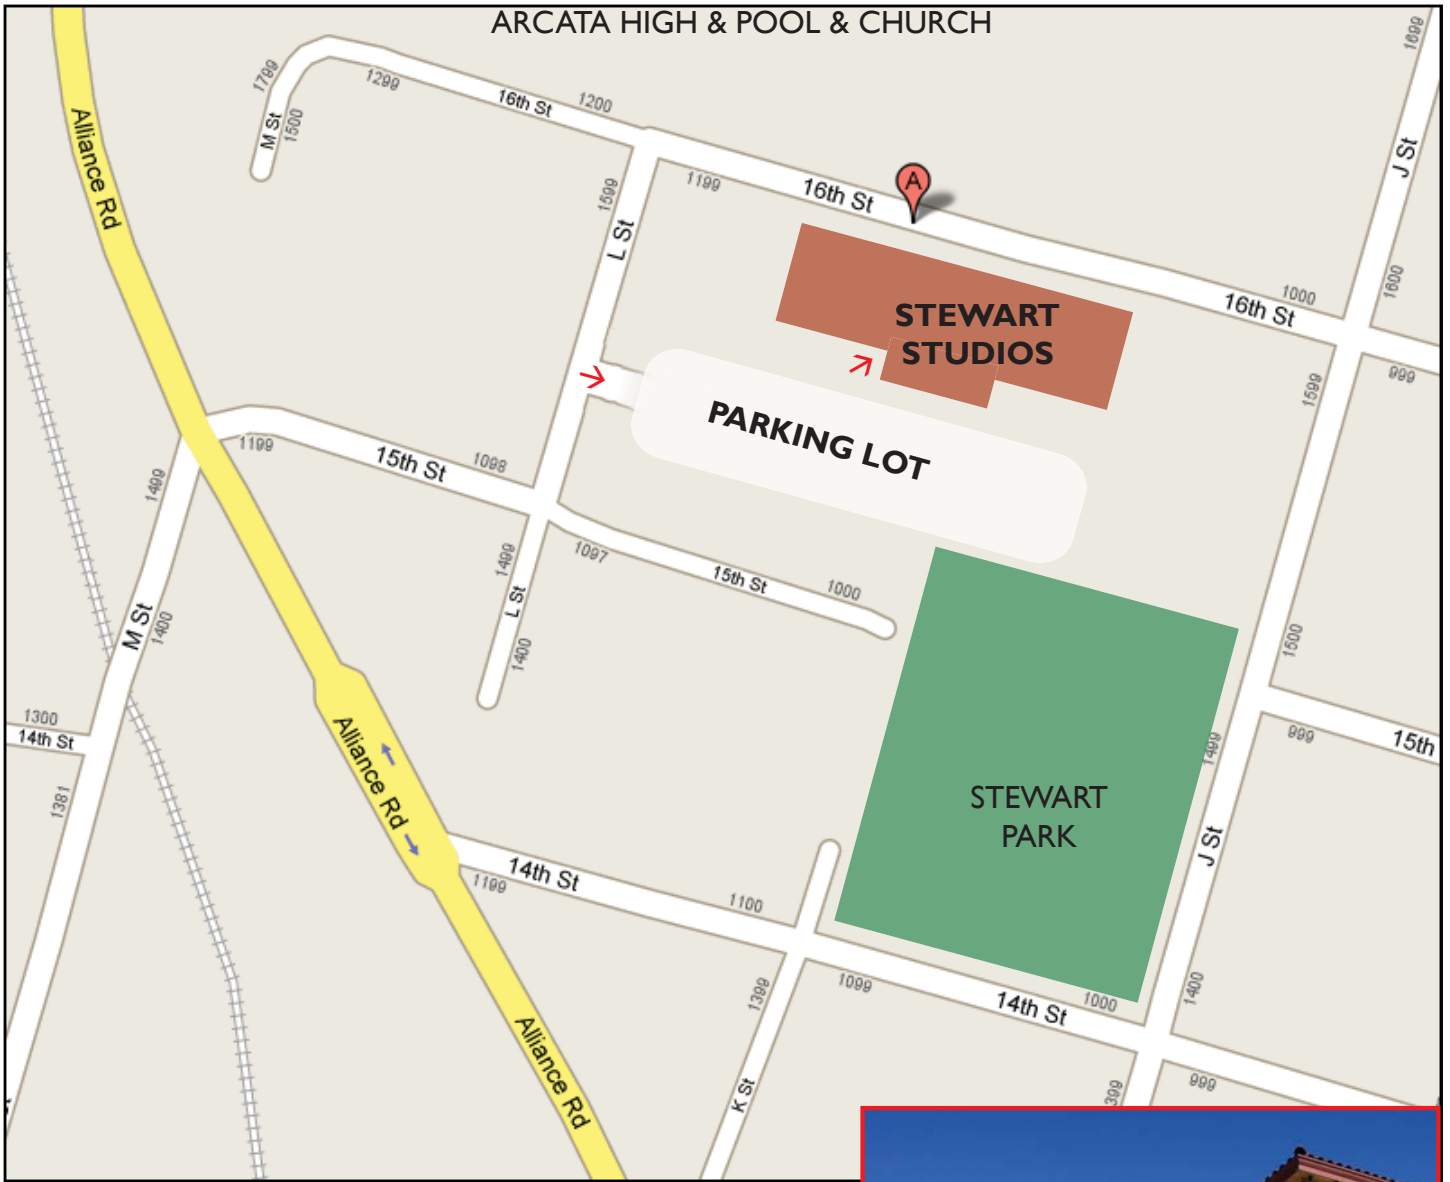 ARCATA HIGH & POOL & CHURCH
1699
1799
1299
16th St
1200
Alliance Rd
M St
1500
J St
1199
16th St
A
1599
L St
1600
1000
16th St
STEWART
STUDIOS
999
1599
PARKING LOT
1199
15th St
1098
1499
1499
1097
15th St
1000
L St
M St
1400
1400
1500
1300
14th St
Alliance Rd
1499
999
15th
1381
STEWART
PARK
J St
14th St
1199
1100
1399
1099
14th St
1000
1400
Alliance Rd
K St
399
999